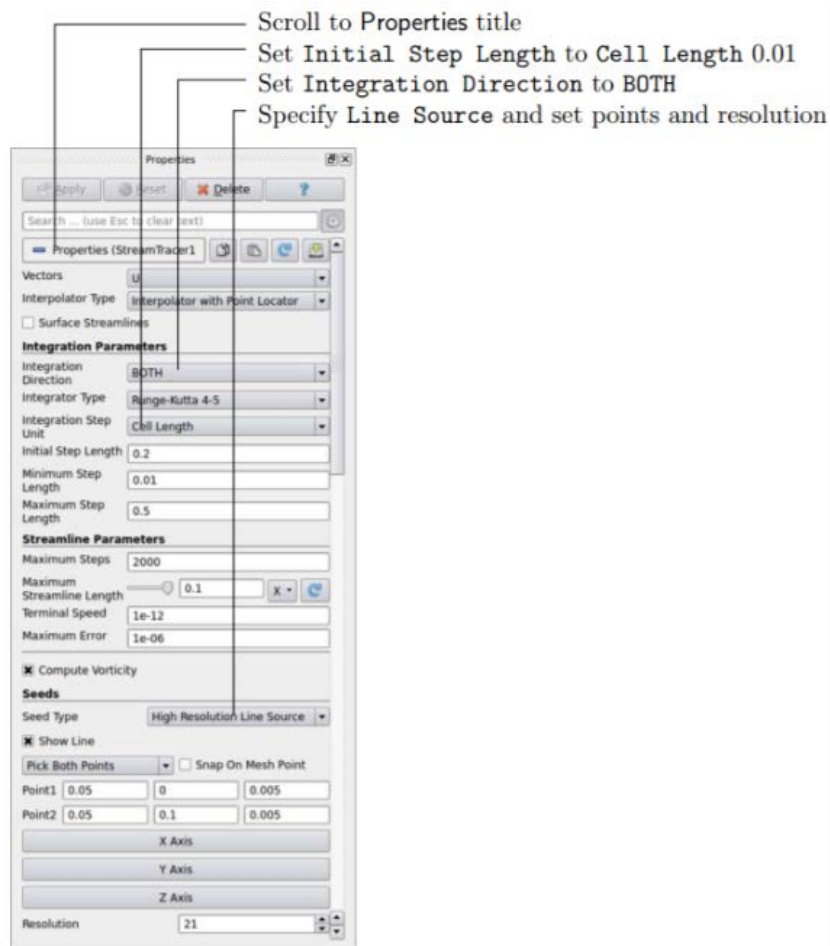 Scroll to Properties title
Set Initial Step Length to Cell Length 0.01
Set Integration Direction to BOTH
Specify Line Source and set points and resolution
Properties
Apply Reset Delete ?
Search ... (use Esc to clear text)
Properties (StreamTracer1
Vectors U
Interpolator Type Interpolator with Point Locator
Surface Streamlines
Integration Parameters
Integration
Direction BOTH
Integrator Type Runge-Kutta 4-5
Integration Step
Unit Cell Length
Initial Step Length 0.2
Minimum Step
Length 0.01
Maximum Step
Length 0.5
Streamline Parameters
Maximum Steps 2000
Maximum
Streamline Length 0.1 X
Terminal Speed 1e-12
Maximum Error 1e-06
Compute Vorticity
Seeds
Seed Type High Resolution Line Source
Show Line
Pick Both Points Snap On Mesh Point
Point1 0.05 0 0.005
Point2 0.05 0.1 0.005
X Axis
Y Axis
Z Axis
Resolution 21